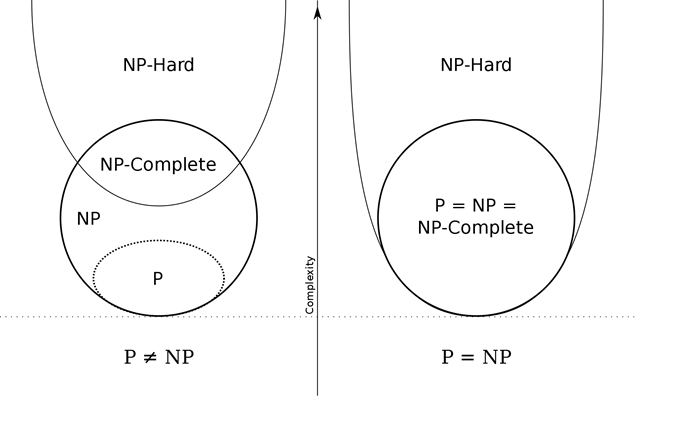 NP-Hard
NP-Complete
NP
P
P ≠ NP
Complexity
NP-Hard
P = NP =
NP-Complete
P = NP